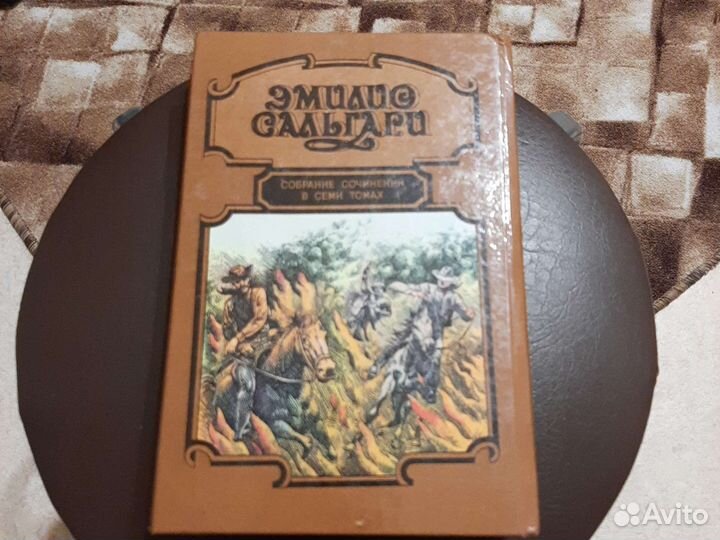 ЭМИЛИО
САЛЬГАРИ
СОБРАНИЕ СОЧИНЕНИЙ
В СЕМИ ТОМАХ
Avito